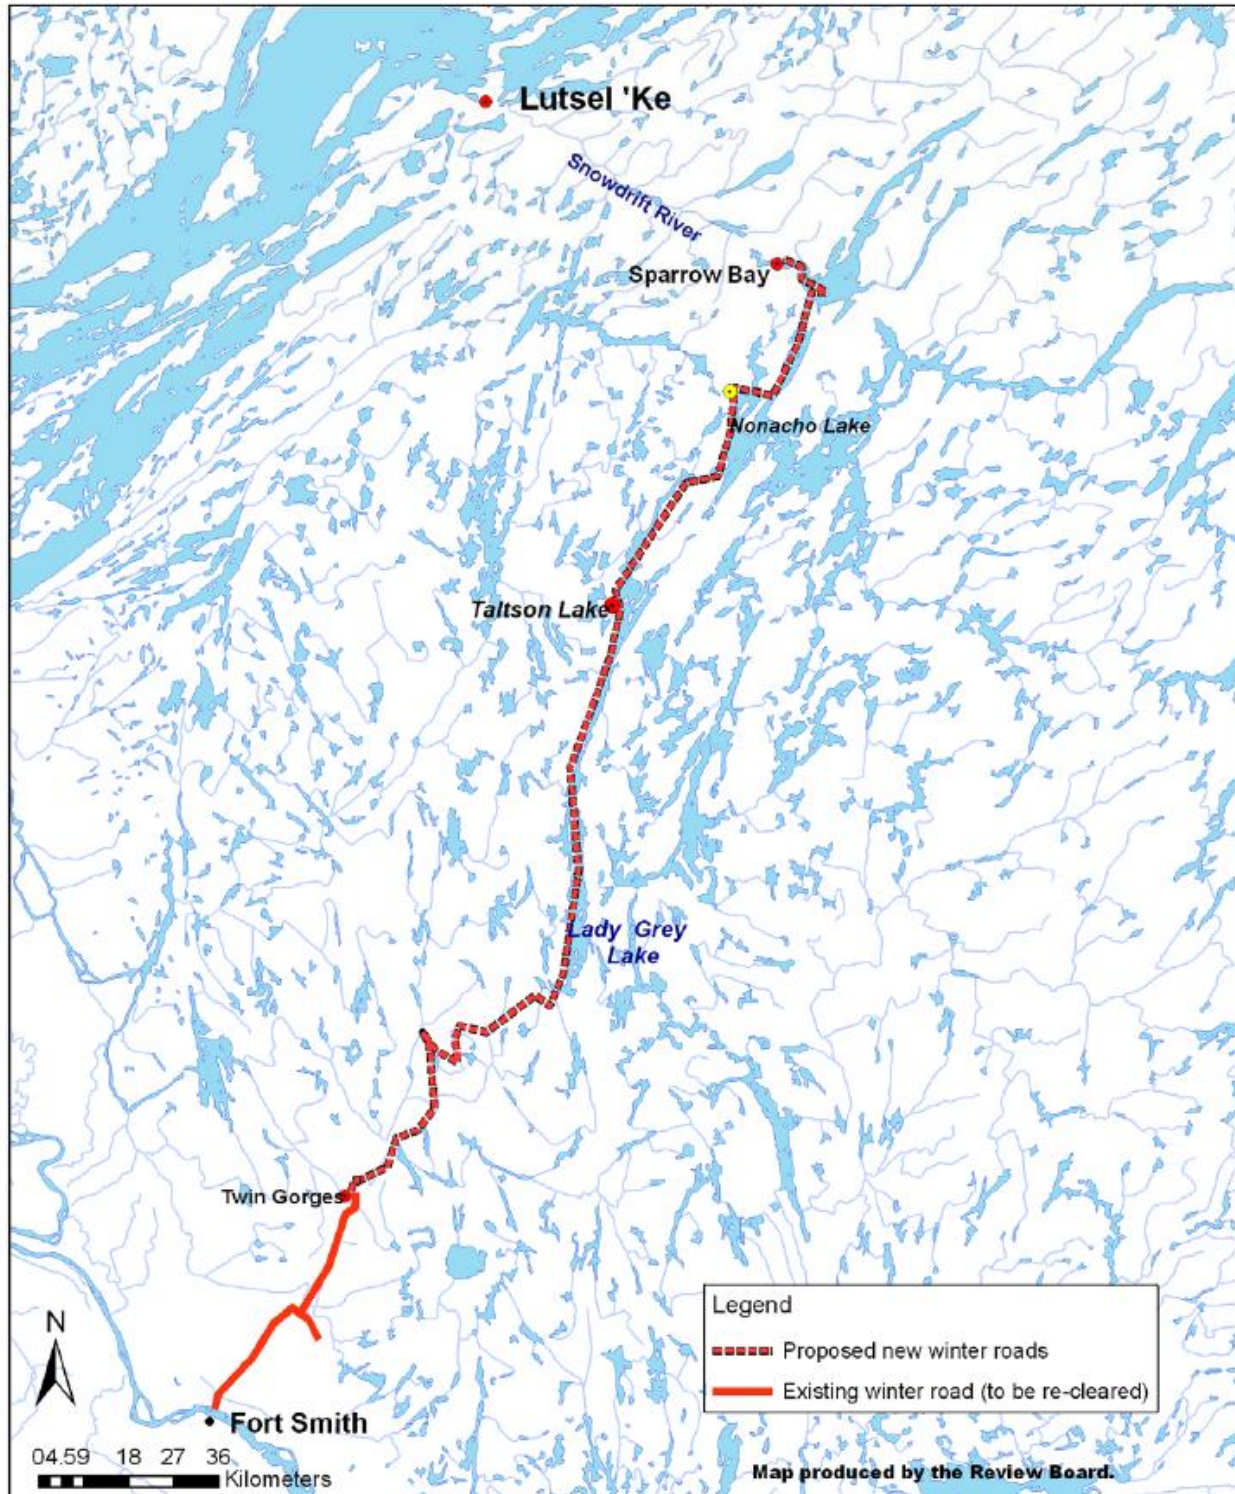 Lutsel 'Ke
Snowdrift River
Sparrow Bay
Nonacho Lake
Taltson Lake
Lady Grey
Lake
Twin Gorges
Legend
Proposed new winter roads
Existing winter road (to be re-cleared)
N
Fort Smith
04.59 18 27 36
Kilometers
Map produced by the Review Board.